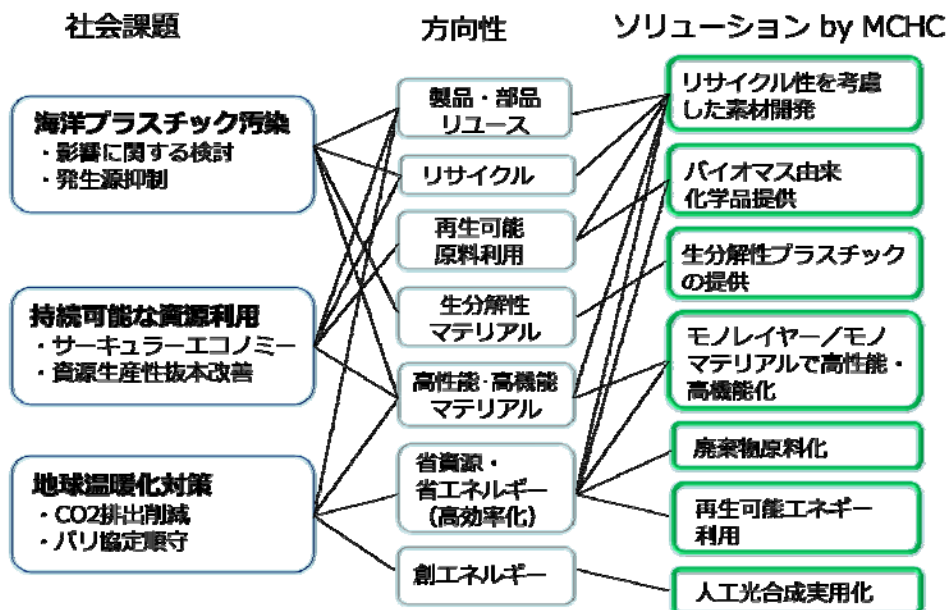 社会課題
方向性
ソリューション by MCHC
海洋プラスチック汚染
・影響に関する検討
・発生源抑制
持続可能な資源利用
・サーキュラーエコノミー
・資源生産性抜本改善
地球温暖化対策
・CO2排出削減
・パリ協定順守
製品・部品
リユース
リサイクル
再生可能
原料利用
生分解性
マテリアル
高性能・高機能
マテリアル
省資源・
省エネルギー
（高効率化）
創エネルギー
リサイクル性を考慮
した素材開発
バイオマス由来
化学品提供
生分解性プラスチック
の提供
モノレイヤー／モノ
マテリアルで高性能・
高機能化
廃棄物原料化
再生可能エネルギー
利用
人工光合成実用化